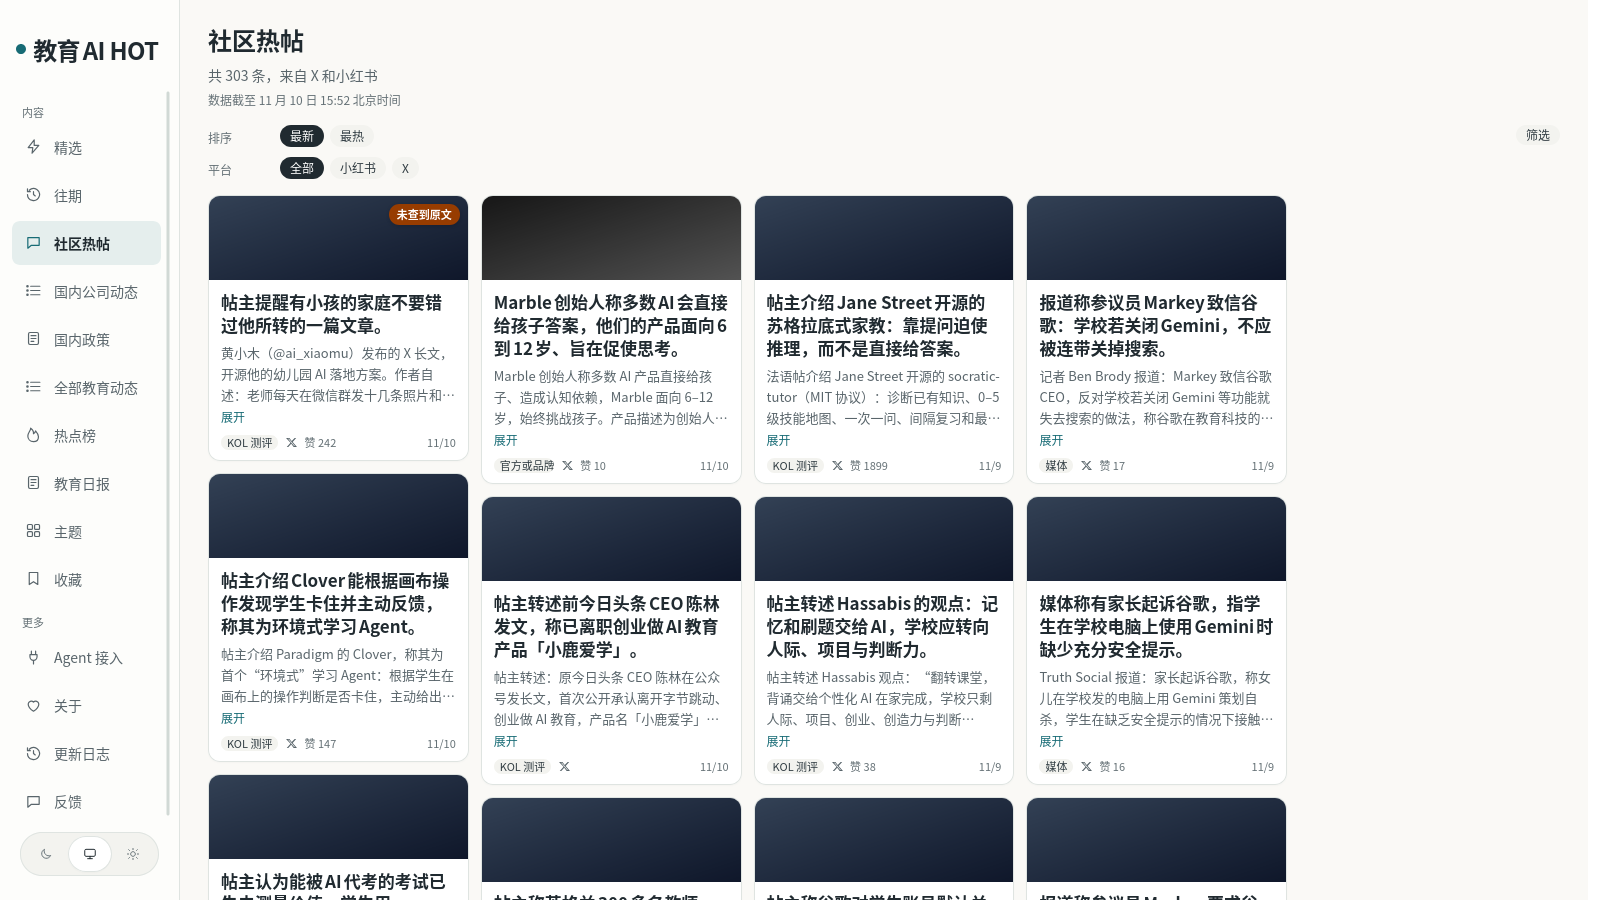 教育 AI HOT
内容
精选
往期
社区热帖
国内公司动态
国内政策
全部教育动态
热点榜
教育日报
主题
收藏
更多
Agent 接入
关于
更新日志
反馈
社区热帖
共 303 条，来自 X 和小红书
数据截至 11 月 10 日 15:52 北京时间
排序
最新
最热
筛选
平台
全部
小红书
X
未查到原文
帖主提醒有小孩的家庭不要错
过他所转的一篇文章。
黄小木（@ai_xiaomu）发布的 X 长文，
开源他的幼儿园 AI 落地方案。作者自
述：老师每天在微信群发十几条照片和…
展开
KOL 测评 赞 242 11/10
帖主介绍 Clover 能根据画布操
作发现学生卡住并主动反馈，
称其为环境式学习 Agent。
帖主介绍 Paradigm 的 Clover，称其为
首个“环境式”学习 Agent：根据学生在
画布上的操作判断是否卡住，主动给出…
展开
KOL 测评 赞 147 11/10
帖主认为能被 AI 代考的考试已
Marble 创始人称多数 AI 会直接
给孩子答案，他们的产品面向 6
到 12 岁、旨在促使思考。
Marble 创始人称多数 AI 产品直接给孩
子、造成认知依赖，Marble 面向 6–12
岁，始终挑战孩子。产品描述为创始人…
展开
官方或品牌 赞 10 11/10
帖主转述前今日头条 CEO 陈林
发文，称已离职创业做 AI 教育
产品「小鹿爱学」。
帖主转述：原今日头条 CEO 陈林在公众
号发长文，首次公开承认离开字节跳动、
创业做 AI 教育，产品名「小鹿爱学」…
展开
KOL 测评 11/10
帖主介绍 Jane Street 开源的
苏格拉底式家教：靠提问迫使
推理，而不是直接给答案。
法语帖介绍 Jane Street 开源的 socratic-
tutor（MIT 协议）：诊断已有知识、0–5
级技能地图、一次一问、间隔复习和最…
展开
KOL 测评 赞 1899 11/9
帖主转述 Hassabis 的观点：记
忆和刷题交给 AI，学校应转向
人际、项目与判断力。
帖主转述 Hassabis 观点：“翻转课堂，
背诵交给个性化 AI 在家完成，学校只剩
人际、项目、创业、创造力与判断…
展开
KOL 测评 赞 38 11/9
报道称参议员 Markey 致信谷
歌：学校若关闭 Gemini，不应
被连带关掉搜索。
记者 Ben Brody 报道：Markey 致信谷歌
CEO，反对学校若关闭 Gemini 等功能就
失去搜索的做法，称谷歌在教育科技的…
展开
媒体 赞 17 11/9
媒体称有家长起诉谷歌，指学
生在学校电脑上使用 Gemini 时
缺少充分安全提示。
Truth Social 报道：家长起诉谷歌，称女
儿在学校发的电脑上用 Gemini 策划自
杀，学生在缺乏安全提示的情况下接触…
展开
媒体 赞 16 11/9